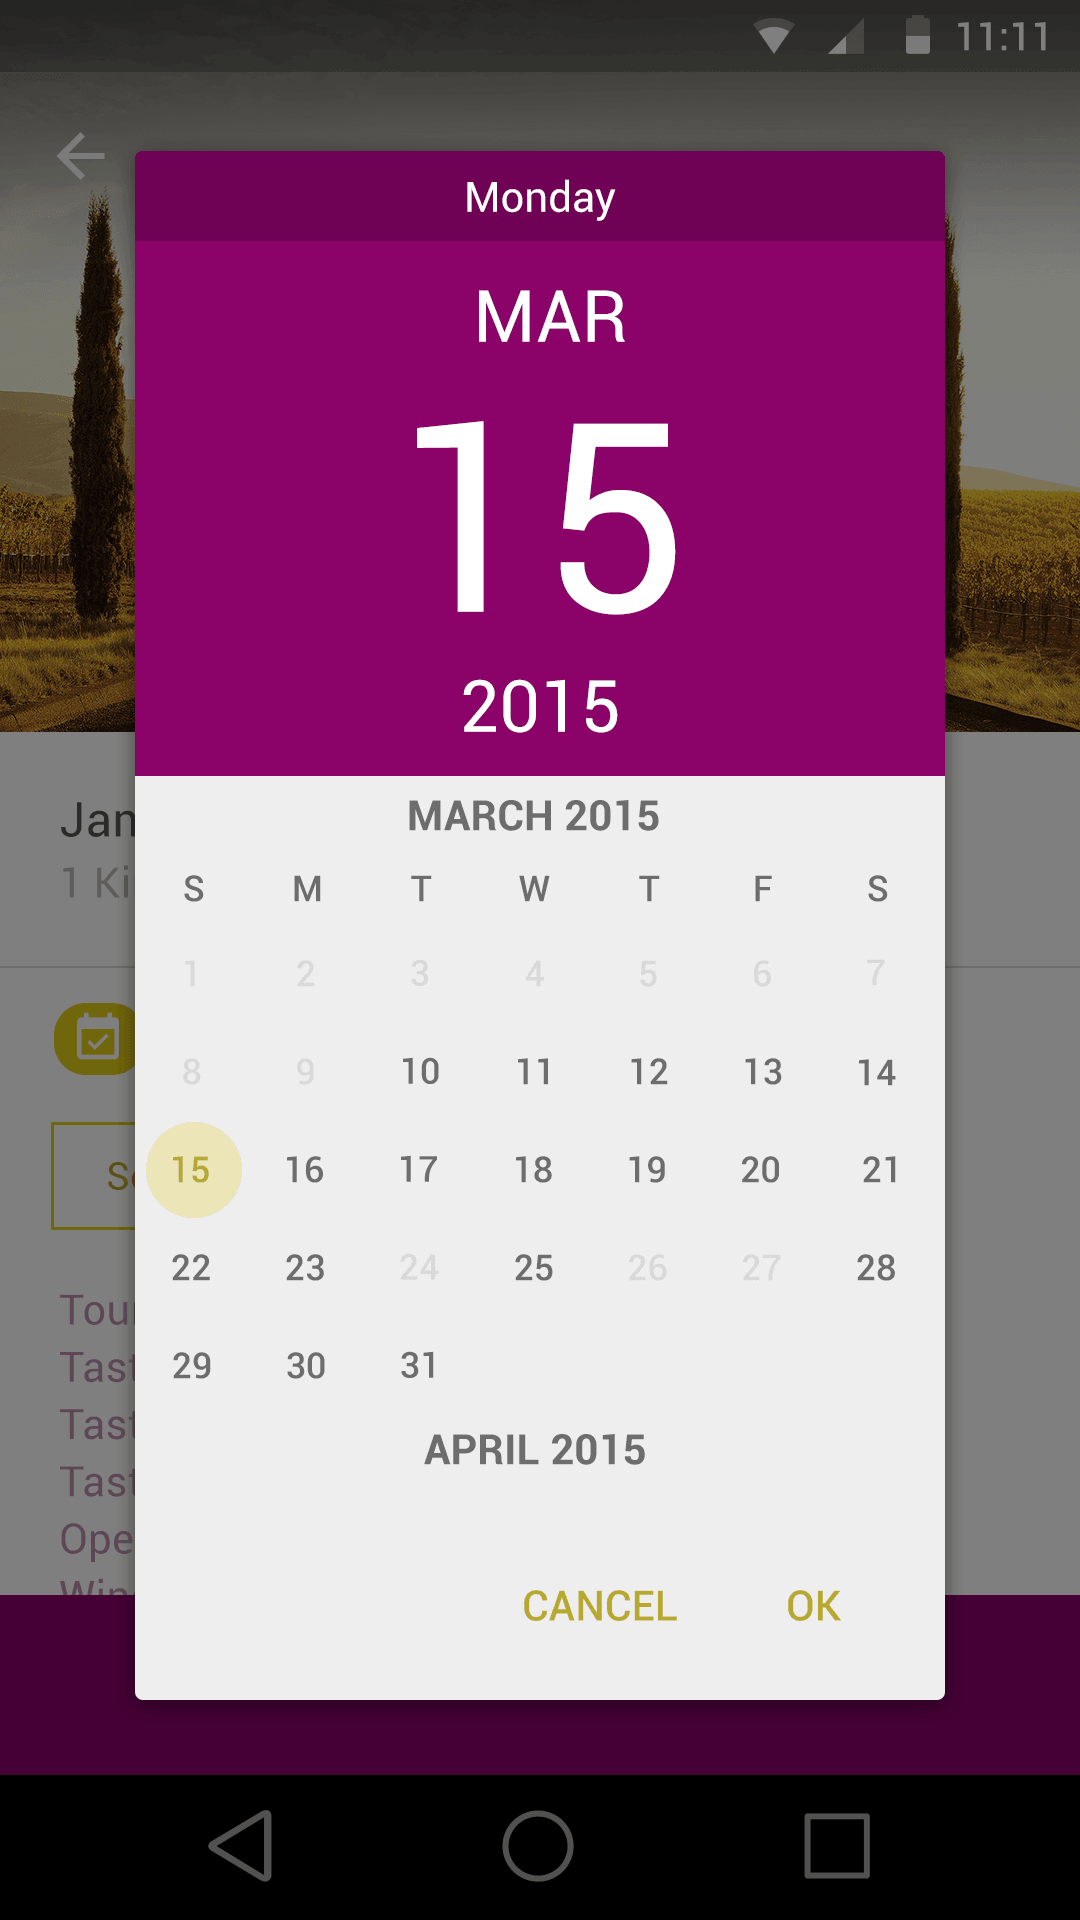 11:11
Monday
MAR
15
2015
MARCH 2015
S M T W T F S
1 2 3 4 5 6 7
8 9 10 11 12 13 14
15 16 17 18 19 20 21
22 23 24 25 26 27 28
29 30 31
APRIL 2015
CANCEL OK
Jan
1 Ki
Tour
Tast
Tast
Tast
Ope